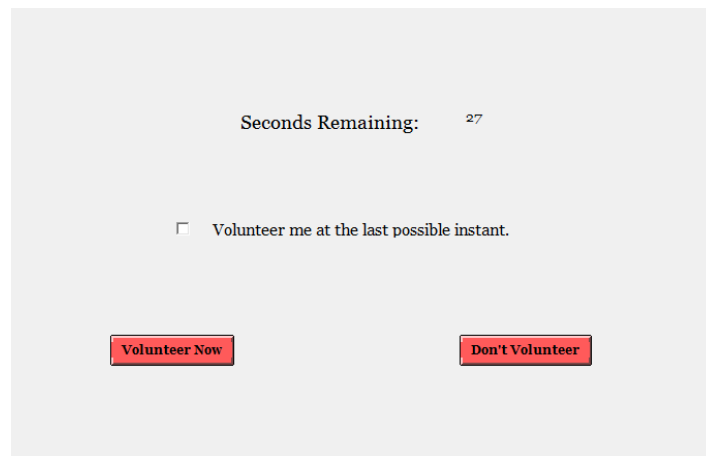 Seconds Remaining: 27
Volunteer me at the last possible instant.
Volunteer Now Don't Volunteer